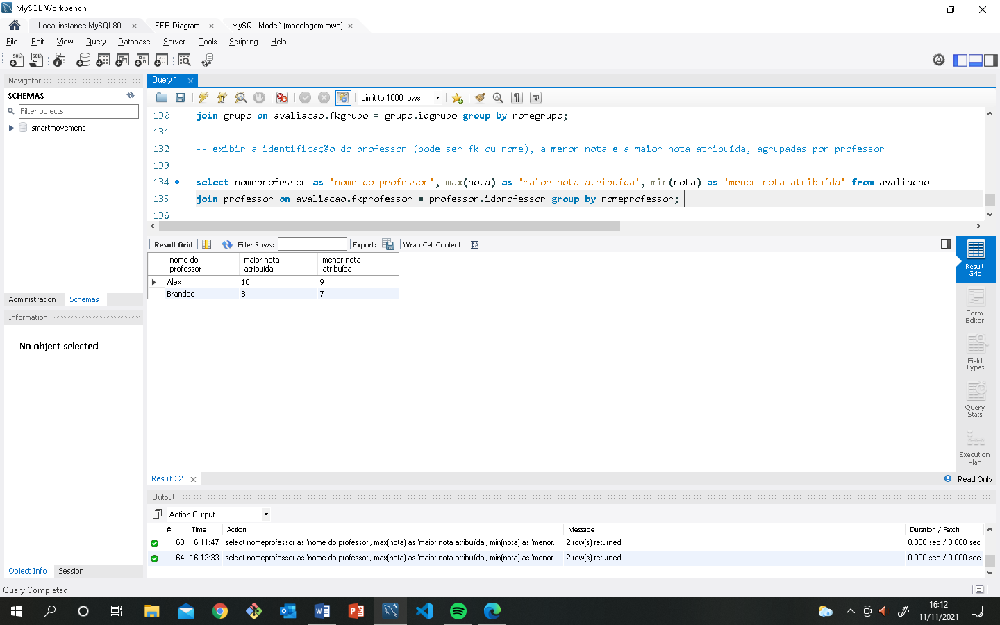 MySQL Workbench
Local instance MySQL80
EER Diagram
MySQL Model* (modelagem.mwb)
File Edit View Query Database Server Tools Scripting Help
Navigator
SCHEMAS
Filter objects
smartmovement
Administration Schemas
Information
No object selected
Object Info Session
Query 1
Limit to 1000 rows
130 join grupo on avaliacao.fkgrupo = grupo.idgrupo group by nomegrupo;
131
132 -- exibir a identificação do professor (pode ser fk ou nome), a menor nota e a maior nota atribuída, agrupadas por professor
133
134 select nomeprofessor as 'nome do professor', max(nota) as 'maior nota atribuída', min(nota) as 'menor nota atribuída' from avaliacao
135 join professor on avaliacao.fkprofessor = professor.idprofessor group by nomeprofessor;
136
Result Grid Filter Rows: Export: Wrap Cell Content:
nome do professor maior nota atribuída menor nota atribuída
Alex 10 9
Brandao 8 7
Result Grid
Form Editor
Field Types
Query Stats
Execution Plan
Result 32
Read Only
Output
Action Output
# Time Action Message Duration / Fetch
63 16:11:47 select nomeprofessor as 'nome do professor', max(nota) as 'maior nota atribuída', min(nota) as 'menor... 2 row(s) returned 0.000 sec / 0.000 sec
64 16:12:33 select nomeprofessor as 'nome do professor', max(nota) as 'maior nota atribuída', min(nota) as 'menor... 2 row(s) returned 0.000 sec / 0.000 sec
Query Completed
16:12
11/11/2021